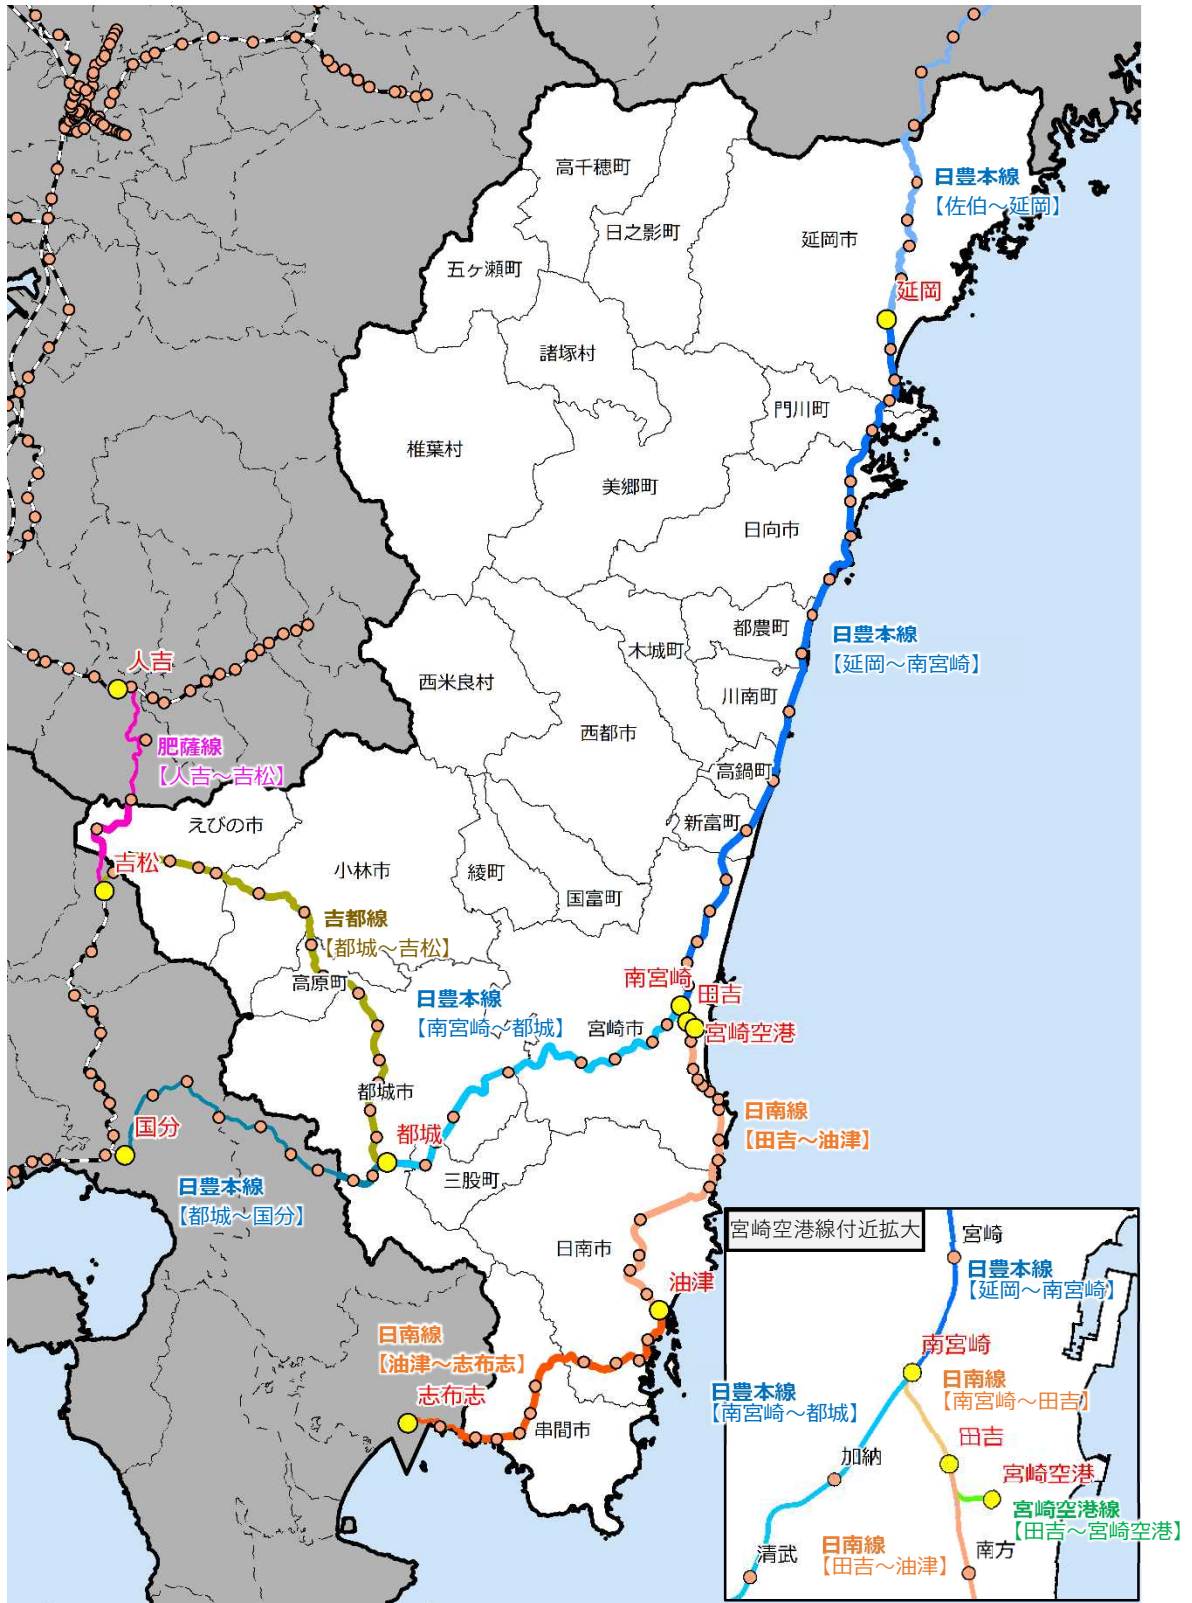 高千穂町
日豊本線
【佐伯～延岡】
日之影町
延岡市
五ヶ瀬町
延岡
諸塚村
門川町
椎葉村
美郷町
日向市
都農町
日豊本線
【延岡～南宮崎】
木城町
人吉
西米良村
川南町
西都市
肥薩線
【人吉～吉松】
高鍋町
えびの市
新富町
吉松
小林市
綾町
国富町
吉都線
【都城～吉松】
高原町
日豊本線
【南宮崎～都城】
南宮崎
田吉
宮崎市
宮崎空港
都城市
日南線
【田吉～油津】
国分
都城
三股町
日豊本線
【都城～国分】
日南市
油津
日南線
【油津～志布志】
志布志
串間市
宮崎空港線付近拡大
宮崎
日豊本線
【延岡～南宮崎】
南宮崎
日豊本線
【南宮崎～都城】
日南線
【南宮崎～田吉】
田吉
加納
宮崎空港
宮崎空港線
【田吉～宮崎空港】
清武
日南線
【田吉～油津】
南方